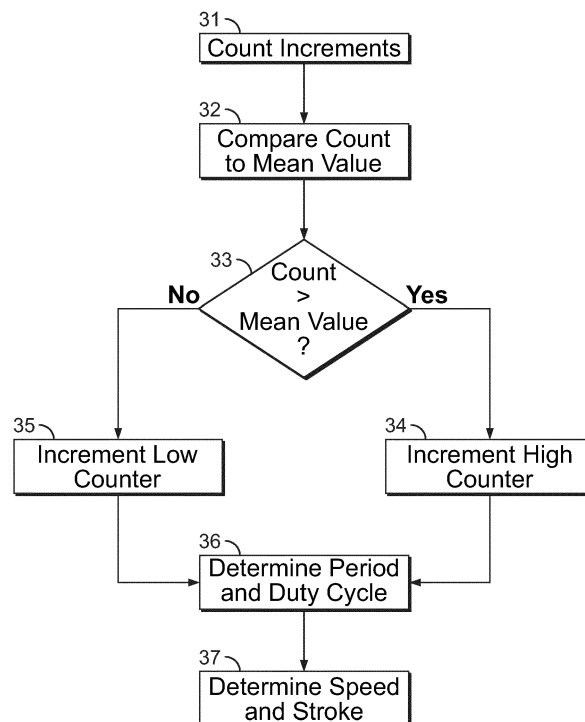 31
Count Increments
32
Compare Count
to Mean Value
33
Count
>
Mean Value
?
No
Yes
35
Increment Low
Counter
34
Increment High
Counter
36
Determine Period
and Duty Cycle
37
Determine Speed
and Stroke